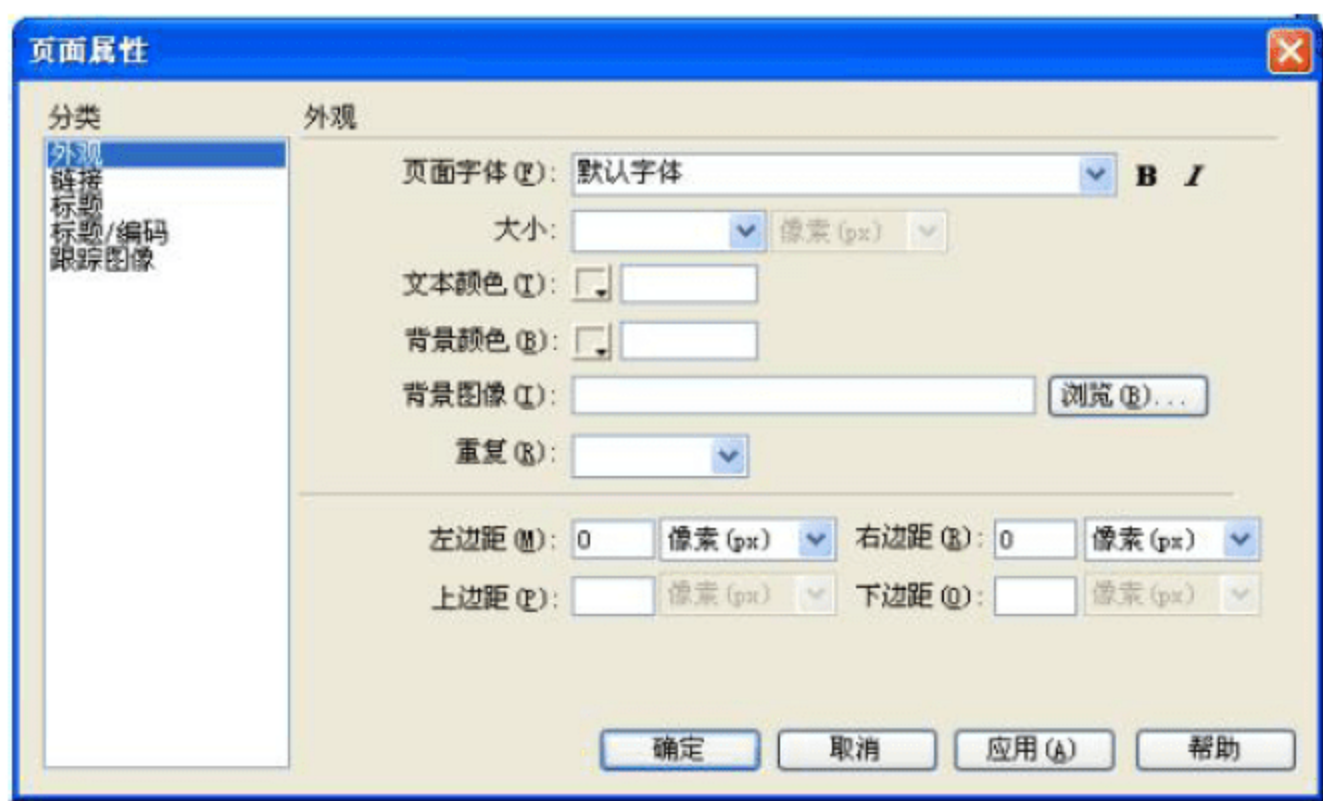 页面属性
分类
外观
链接
标题
标题/编码
跟踪图像
外观
页面字体(F): 默认字体 B I
大小: 像素(px)
文本颜色(T):
背景颜色(B):
背景图像(I): 浏览(B)...
重复(R):
左边距(M): 0 像素(px) 右边距(R): 0 像素(px)
上边距(P): 像素(px) 下边距(O): 像素(px)
确定 取消 应用(A) 帮助